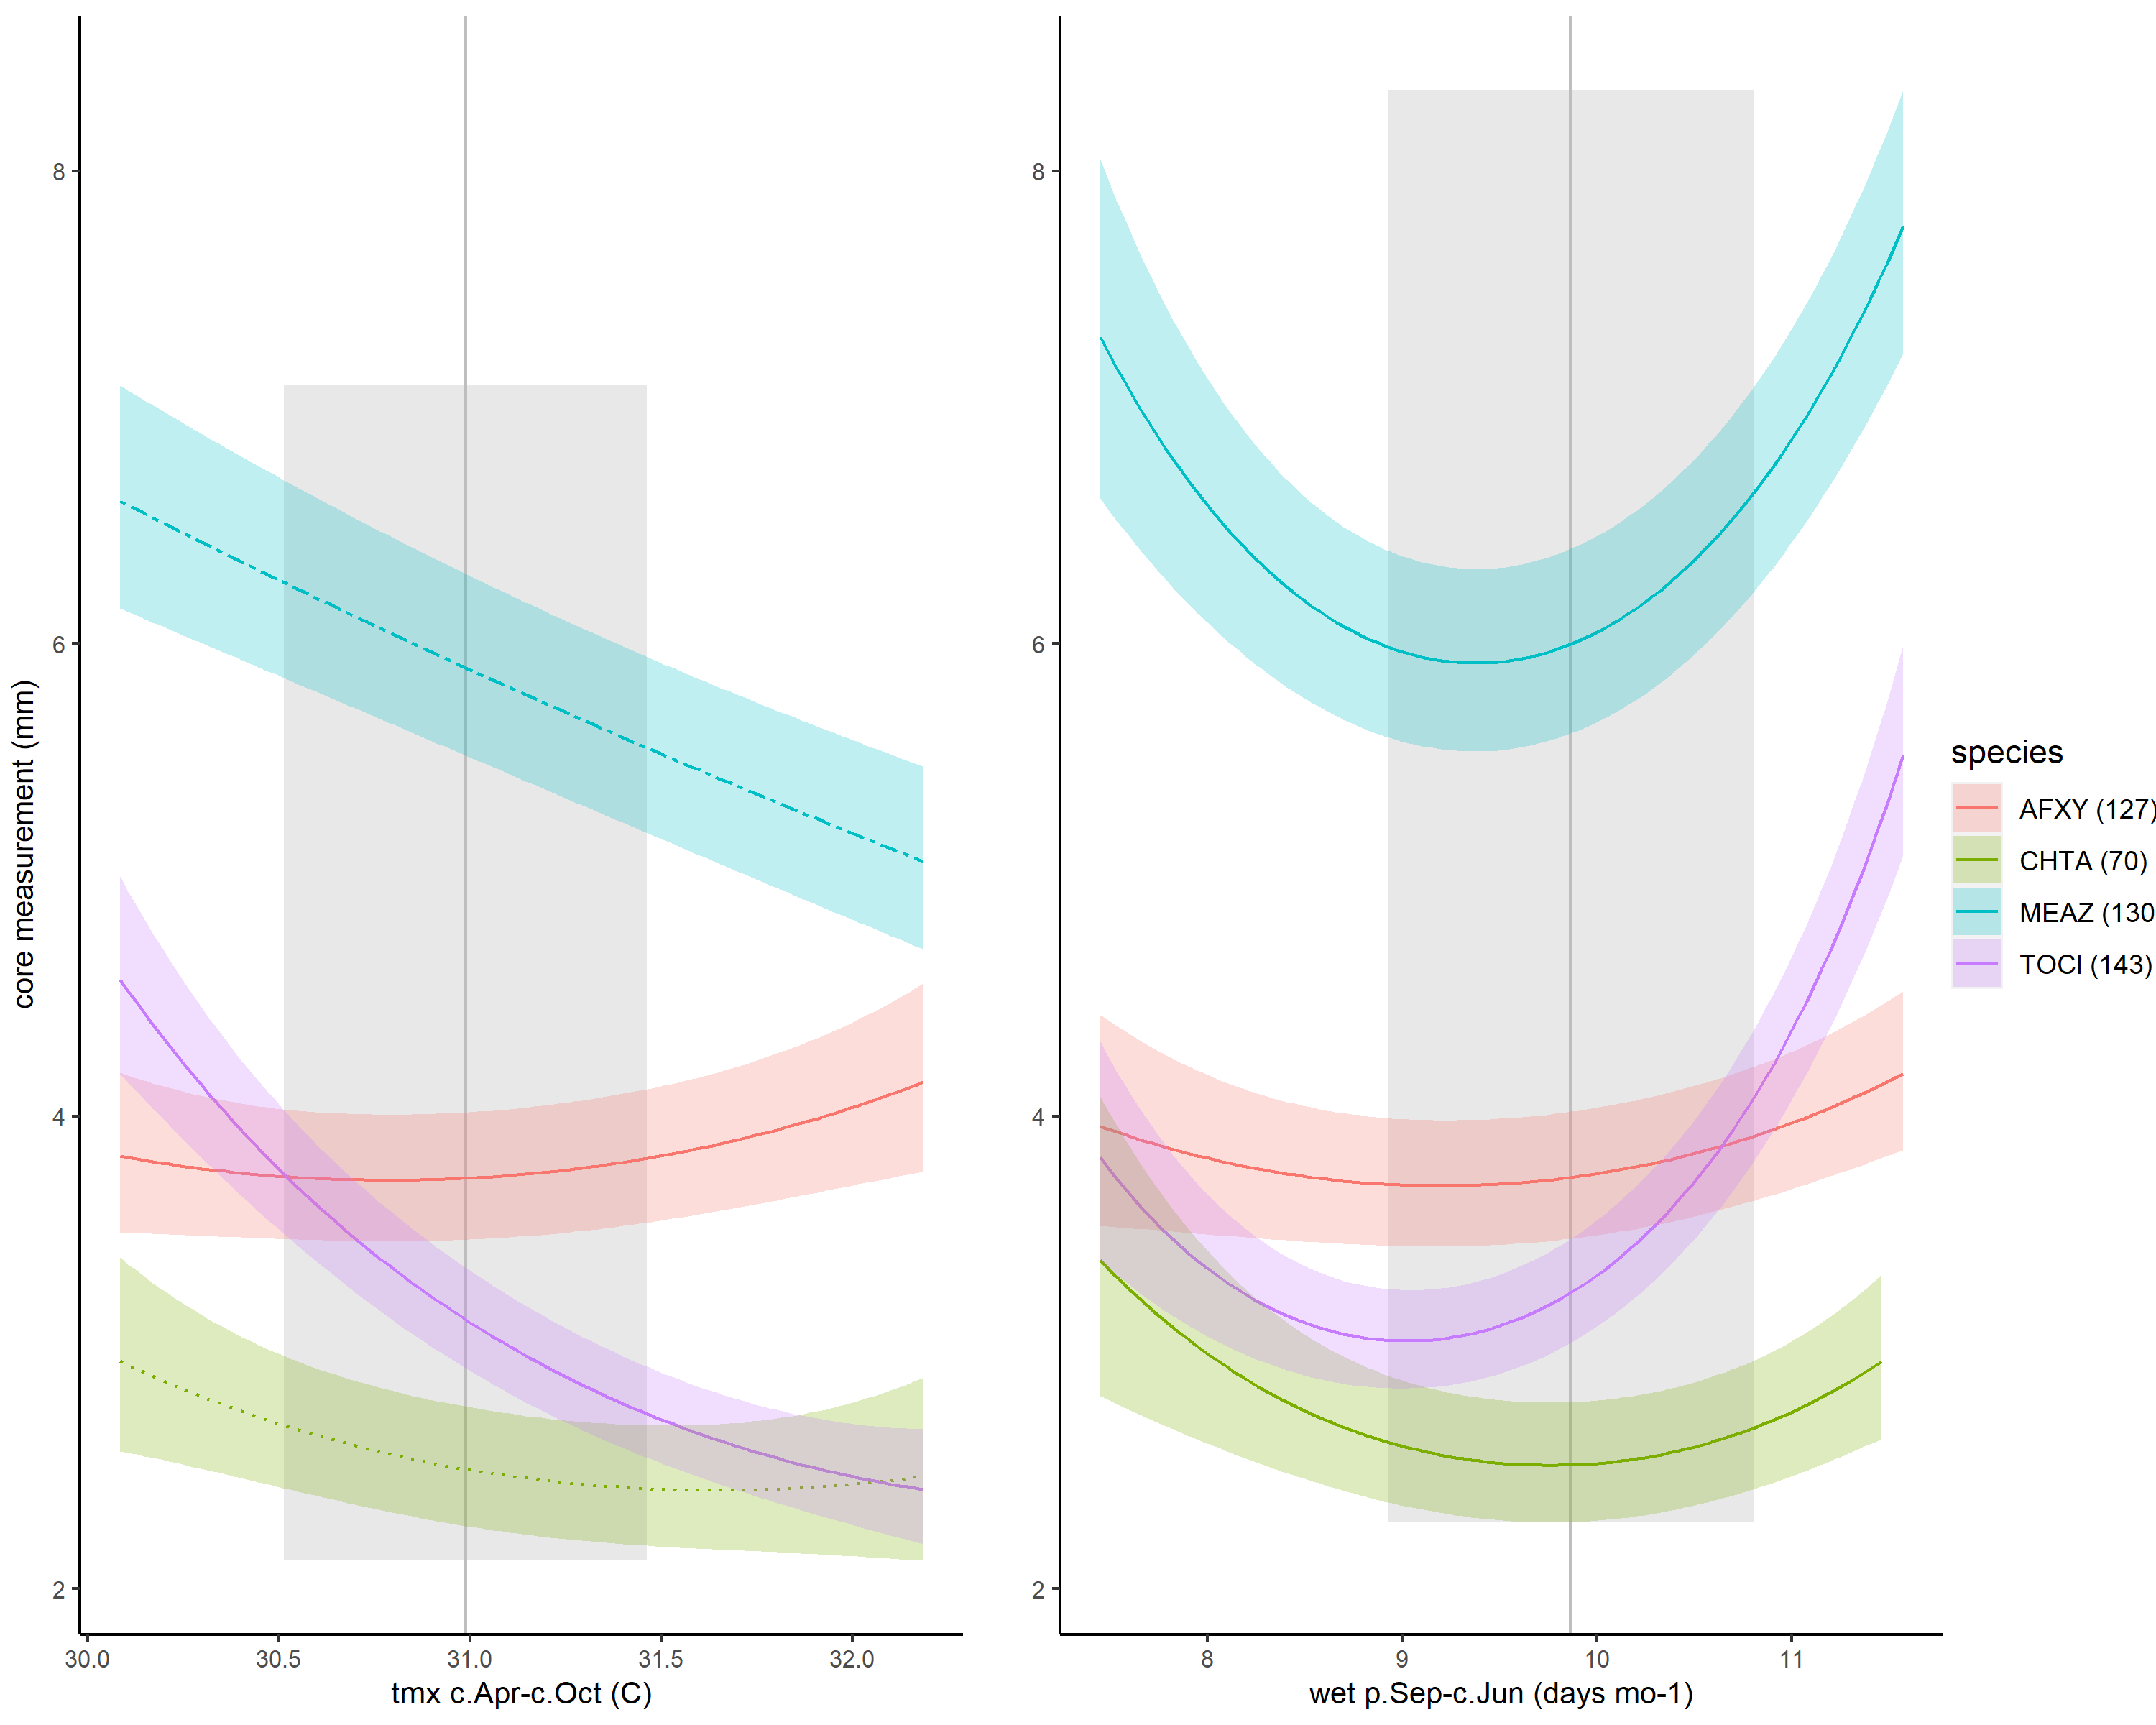 core measurement (mm)
8
6
4
2
30.0 30.5 31.0 31.5 32.0
tmx c.Apr-c.Oct (C)
8
6
4
2
8 9 10 11
wet p.Sep-c.Jun (days mo-1)
species
AFXY (127)
CHTA (70)
MEAZ (130
TOCI (143)